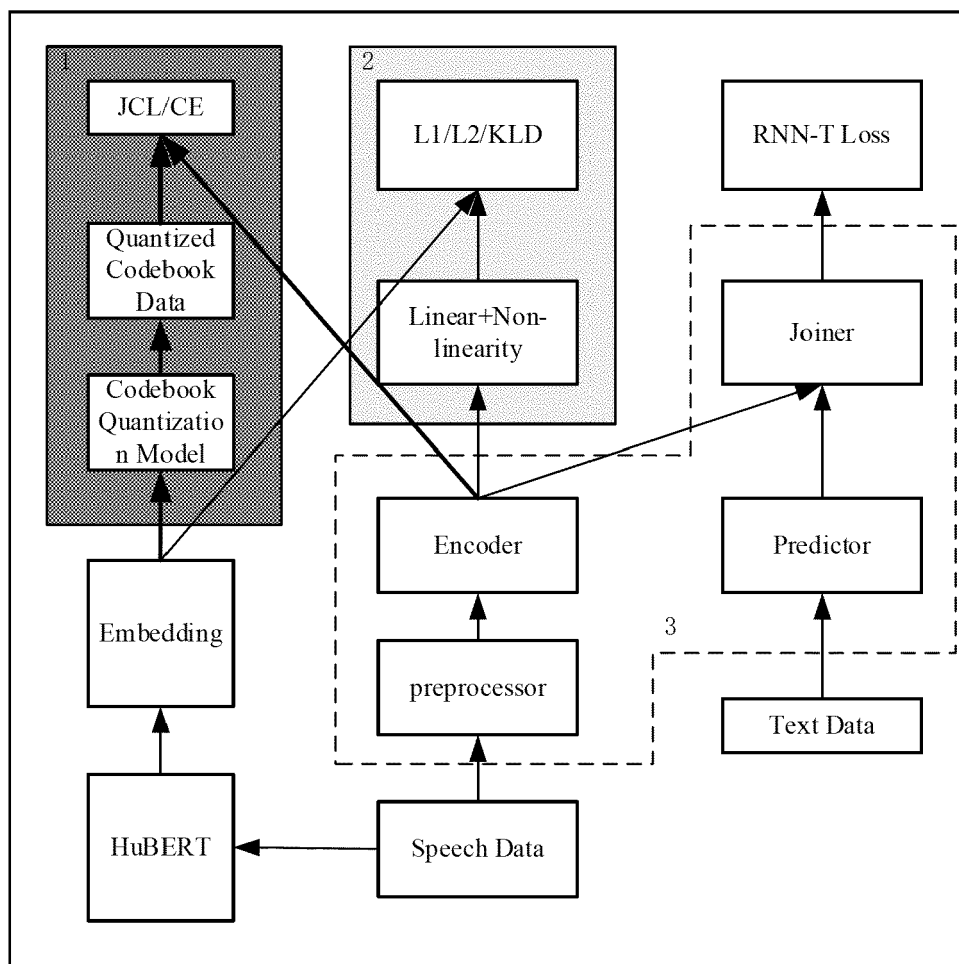 1
JCL/CE
Quantized
Codebook
Data
Codebook
Quantizatio
n Model
Embedding
HuBERT
2
L1/L2/KLD
Linear+Non-
linearity
Encoder
preprocessor
Speech Data
RNN-T Loss
Joiner
Predictor
3
Text Data